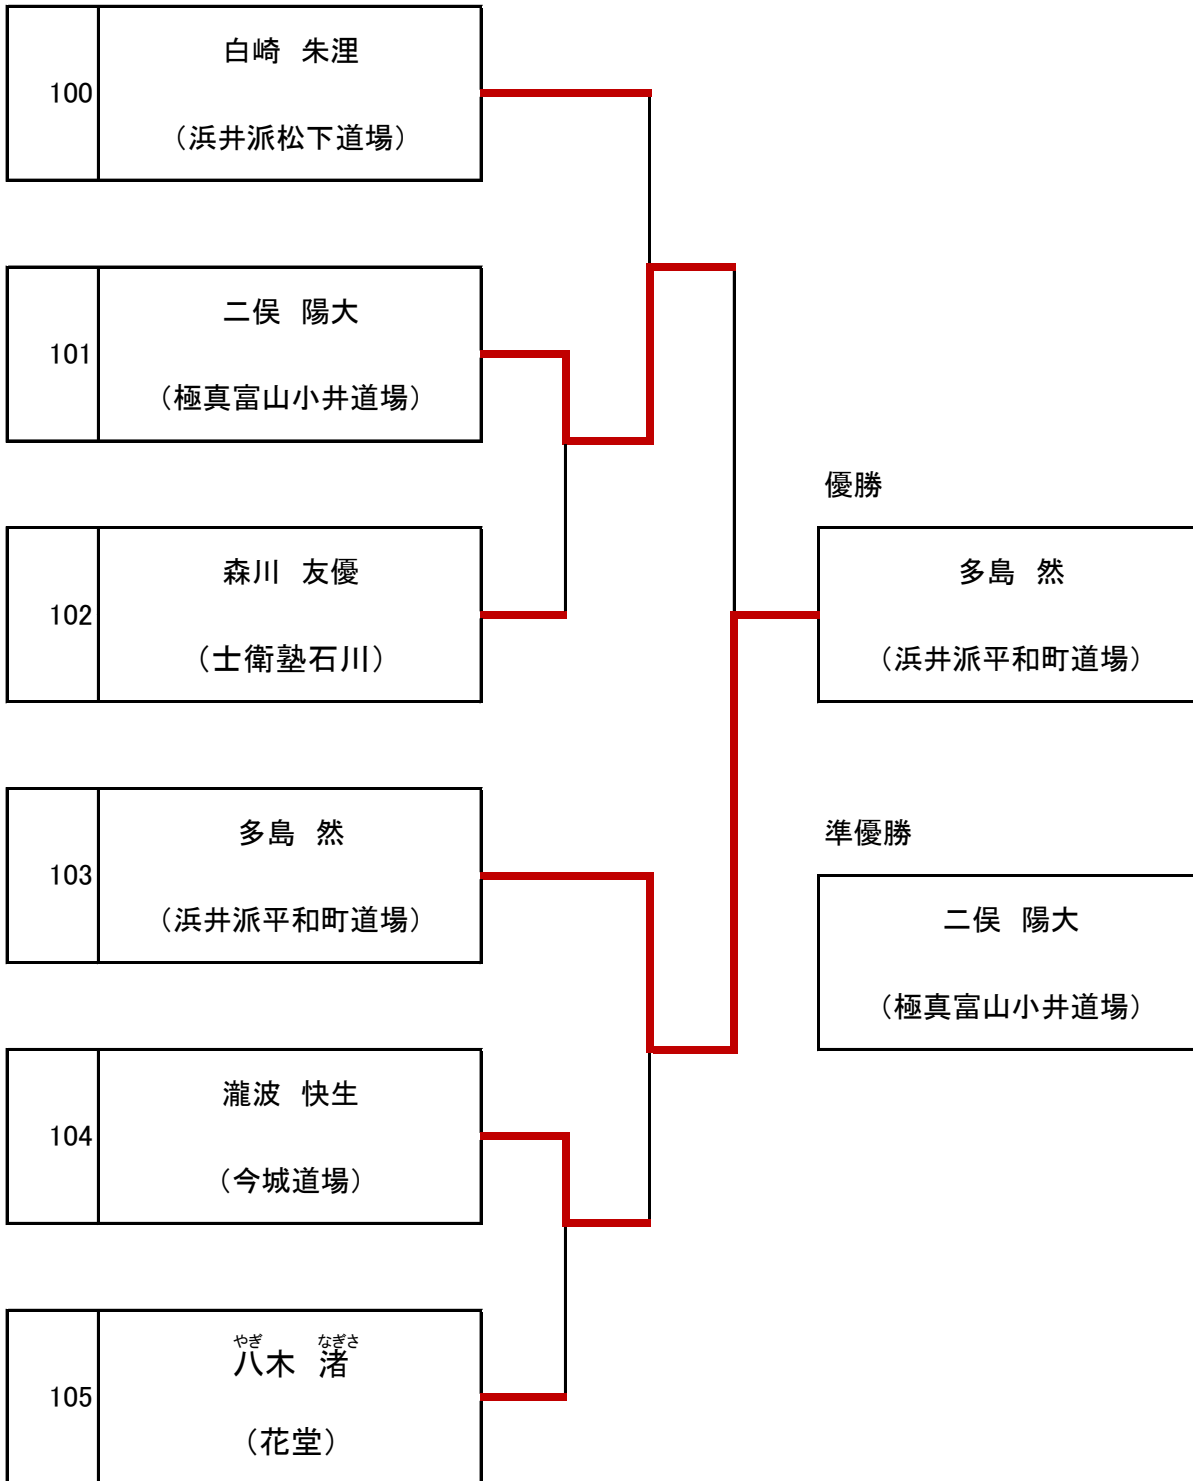 100
白崎　朱浬
（浜井派松下道場）
101
二俣　陽大
（極真富山小井道場）
102
森川　友優
（士衛塾石川）
103
多島　然
（浜井派平和町道場）
104
瀧波　快生
（今城道場）
105
やぎ　なぎさ
八木　渚
（花堂）
優勝
多島　然
（浜井派平和町道場）
準優勝
二俣　陽大
（極真富山小井道場）